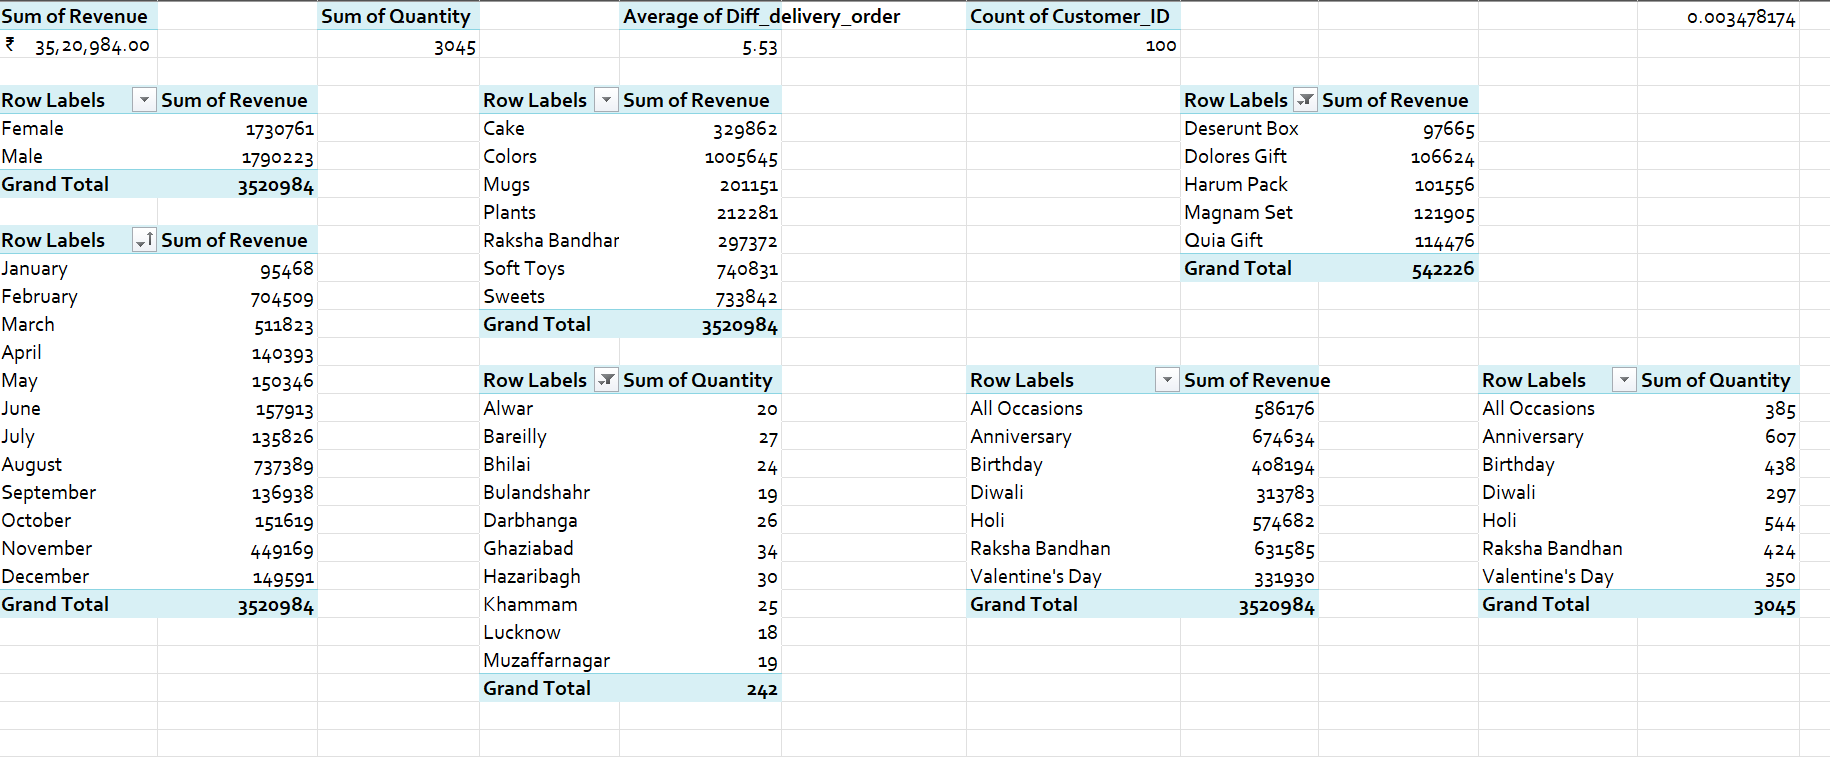 Sum of Revenue Sum of Quantity Average of Diff_delivery_order Count of Customer_ID 0.003478174
₹ 35,20,984.00 3045 5.53 100
Row Labels Sum of Revenue
Female 1730761
Male 1790223
Grand Total 3520984
Row Labels Sum of Revenue
January 95468
February 704509
March 511823
April 140393
May 150346
June 157913
July 135826
August 737389
September 136938
October 151619
November 449169
December 149591
Grand Total 3520984
Row Labels Sum of Revenue
Cake 329862
Colors 1005645
Mugs 201151
Plants 212281
Raksha Bandhar 297372
Soft Toys 740831
Sweets 733842
Grand Total 3520984
Row Labels Sum of Quantity
Alwar 20
Bareilly 27
Bhilai 24
Bulandshahr 19
Darbhanga 26
Ghaziabad 34
Hazaribagh 30
Khammam 25
Lucknow 18
Muzaffarnagar 19
Grand Total 242
Row Labels Sum of Revenue
Deserunt Box 97665
Dolores Gift 106624
Harum Pack 101556
Magnam Set 121905
Quia Gift 114476
Grand Total 542226
Row Labels Sum of Revenue
All Occasions 586176
Anniversary 674634
Birthday 408194
Diwali 313783
Holi 574682
Raksha Bandhan 631585
Valentine's Day 331930
Grand Total 3520984
Row Labels Sum of Quantity
All Occasions 385
Anniversary 607
Birthday 438
Diwali 297
Holi 544
Raksha Bandhan 424
Valentine's Day 350
Grand Total 3045